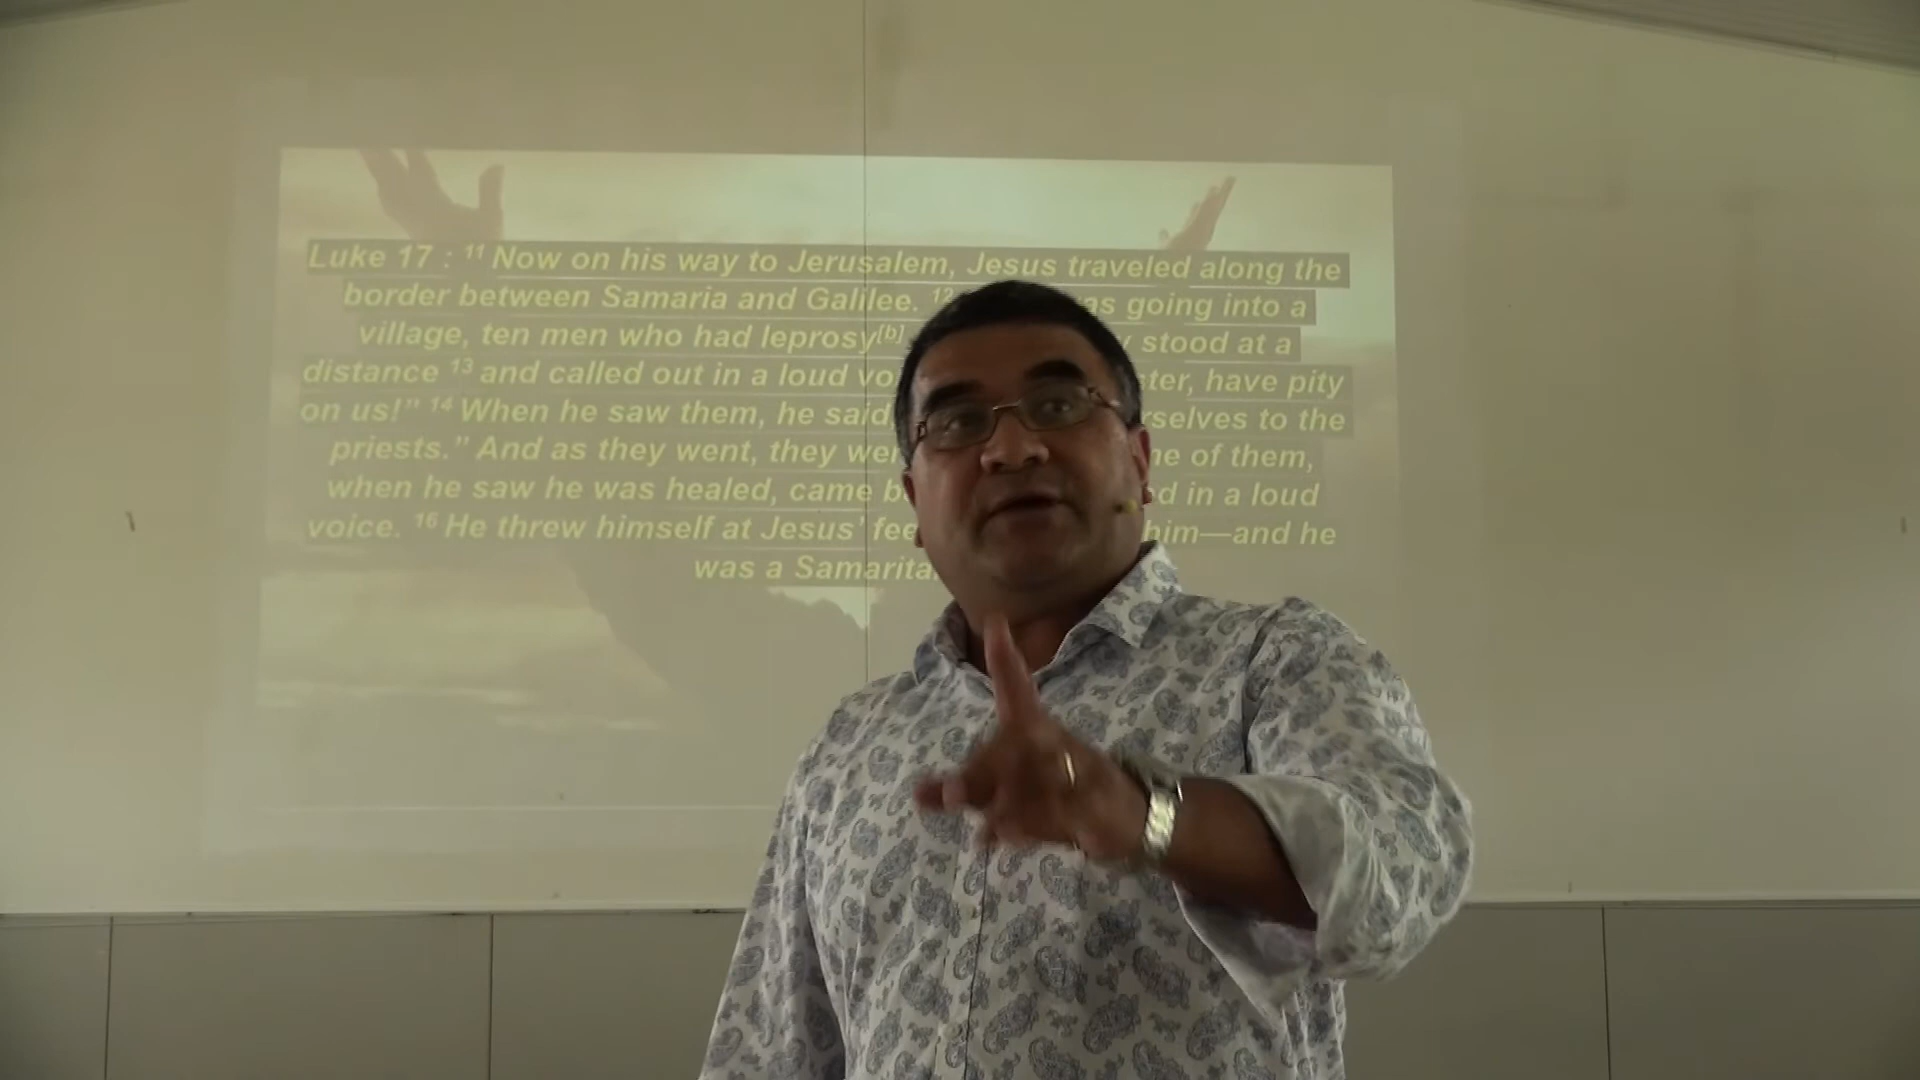 Luke 17 : 11 Now on his way to Jerusalem, Jesus traveled along the
border between Samaria and Galilee. 12 going into a
village, ten men who had leprosy[b] stood at a
distance 13 and called out in a loud have pity
on us!” 14 When he saw them, he said to the
priests.” And as they went, they of them,
when he saw he was healed, came in a loud
voice. 16 He threw himself at Jesus’ him—and he
was a